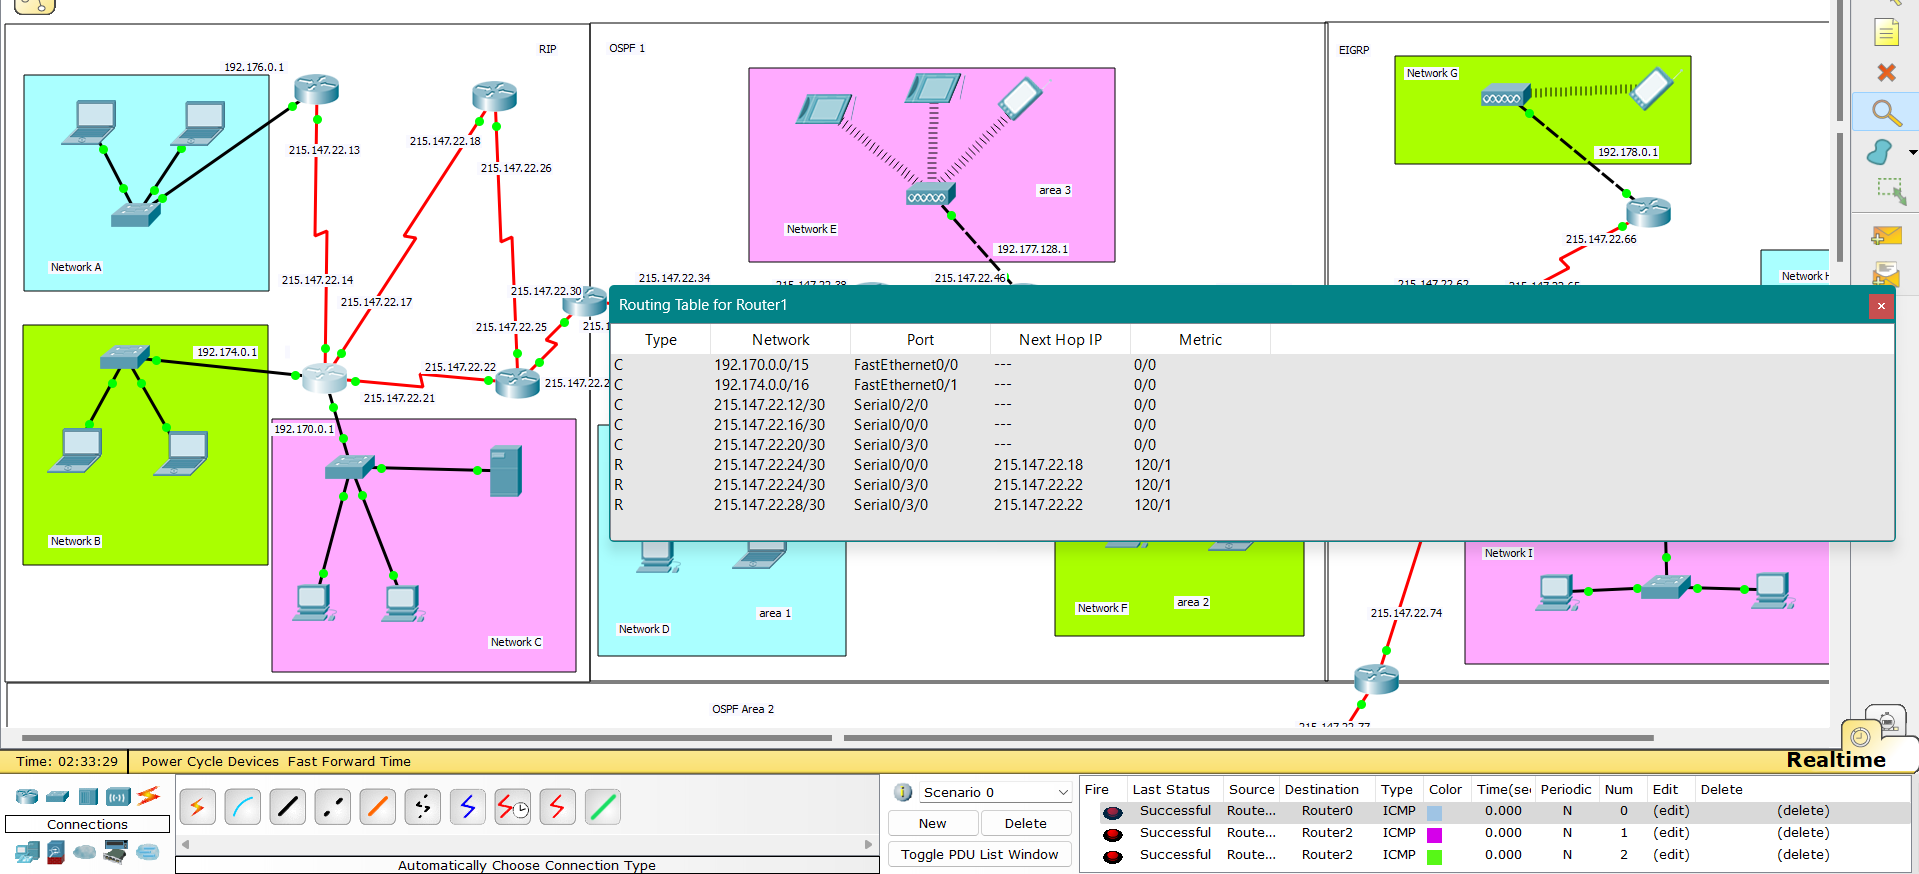 RIP
OSPF 1
EIGRP
192.176.0.1
Network G
215.147.22.13
215.147.22.18
215.147.22.26
192.178.0.1
area 3
Network E
215.147.22.66
192.177.128.1
Network A
215.147.22.14
215.147.22.17
215.147.22.30
215.147.22.34
215.147.22.46
Network H
215.147.22.25
192.174.0.1
215.147.22.22
215.147.22.21
192.170.0.1
Routing Table for Router1
Type Network Port Next Hop IP Metric
C 192.170.0.0/15 FastEthernet0/0 --- 0/0
C 192.174.0.0/16 FastEthernet0/1 --- 0/0
C 215.147.22.12/30 Serial0/2/0 --- 0/0
C 215.147.22.16/30 Serial0/0/0 --- 0/0
C 215.147.22.20/30 Serial0/3/0 --- 0/0
R 215.147.22.24/30 Serial0/0/0 215.147.22.18 120/1
R 215.147.22.24/30 Serial0/3/0 215.147.22.22 120/1
R 215.147.22.28/30 Serial0/3/0 215.147.22.22 120/1
Network B
Network C
Network D
area 1
Network F
area 2
Network I
215.147.22.74
OSPF Area 2
Time: 02:33:29 Power Cycle Devices Fast Forward Time
Realtime
Connections
Automatically Choose Connection Type
Scenario 0
New Delete
Toggle PDU List Window
Fire Last Status Source Destination Type Color Time(sec Periodic Num Edit Delete
Successful Route... Router0 ICMP 0.000 N 0 (edit) (delete)
Successful Route... Router2 ICMP 0.000 N 1 (edit) (delete)
Successful Route... Router2 ICMP 0.000 N 2 (edit) (delete)